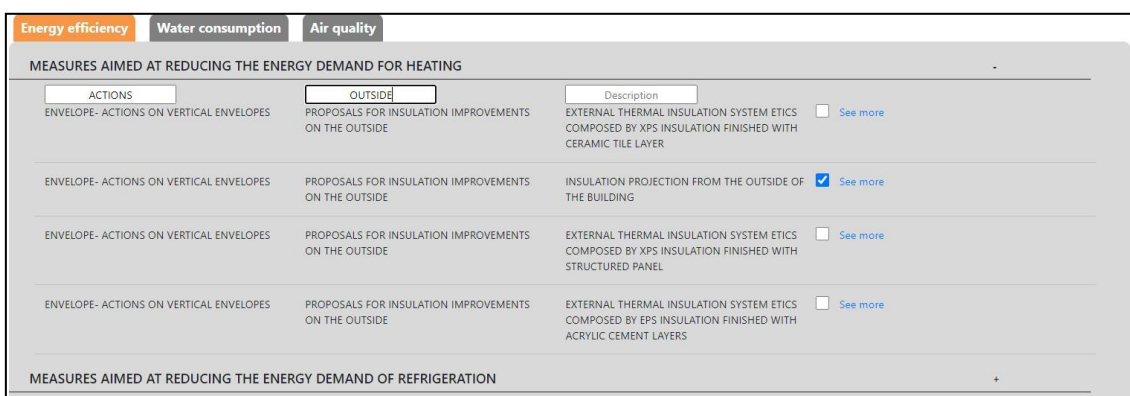 Energy efficiency Water consumption Air quality
MEASURES AIMED AT REDUCING THE ENERGY DEMAND FOR HEATING -
ACTIONS OUTSIDE Description
ENVELOPE- ACTIONS ON VERTICAL ENVELOPES PROPOSALS FOR INSULATION IMPROVEMENTS EXTERNAL THERMAL INSULATION SYSTEM ETICS See more
ON THE OUTSIDE COMPOSED BY XPS INSULATION FINISHED WITH
CERAMIC TILE LAYER
ENVELOPE- ACTIONS ON VERTICAL ENVELOPES PROPOSALS FOR INSULATION IMPROVEMENTS INSULATION PROJECTION FROM THE OUTSIDE OF See more
ON THE OUTSIDE THE BUILDING
ENVELOPE- ACTIONS ON VERTICAL ENVELOPES PROPOSALS FOR INSULATION IMPROVEMENTS EXTERNAL THERMAL INSULATION SYSTEM ETICS See more
ON THE OUTSIDE COMPOSED BY XPS INSULATION FINISHED WITH
STRUCTURED PANEL
ENVELOPE- ACTIONS ON VERTICAL ENVELOPES PROPOSALS FOR INSULATION IMPROVEMENTS EXTERNAL THERMAL INSULATION SYSTEM ETICS See more
ON THE OUTSIDE COMPOSED BY EPS INSULATION FINISHED WITH
ACRYLIC CEMENT LAYERS
MEASURES AIMED AT REDUCING THE ENERGY DEMAND OF REFRIGERATION +